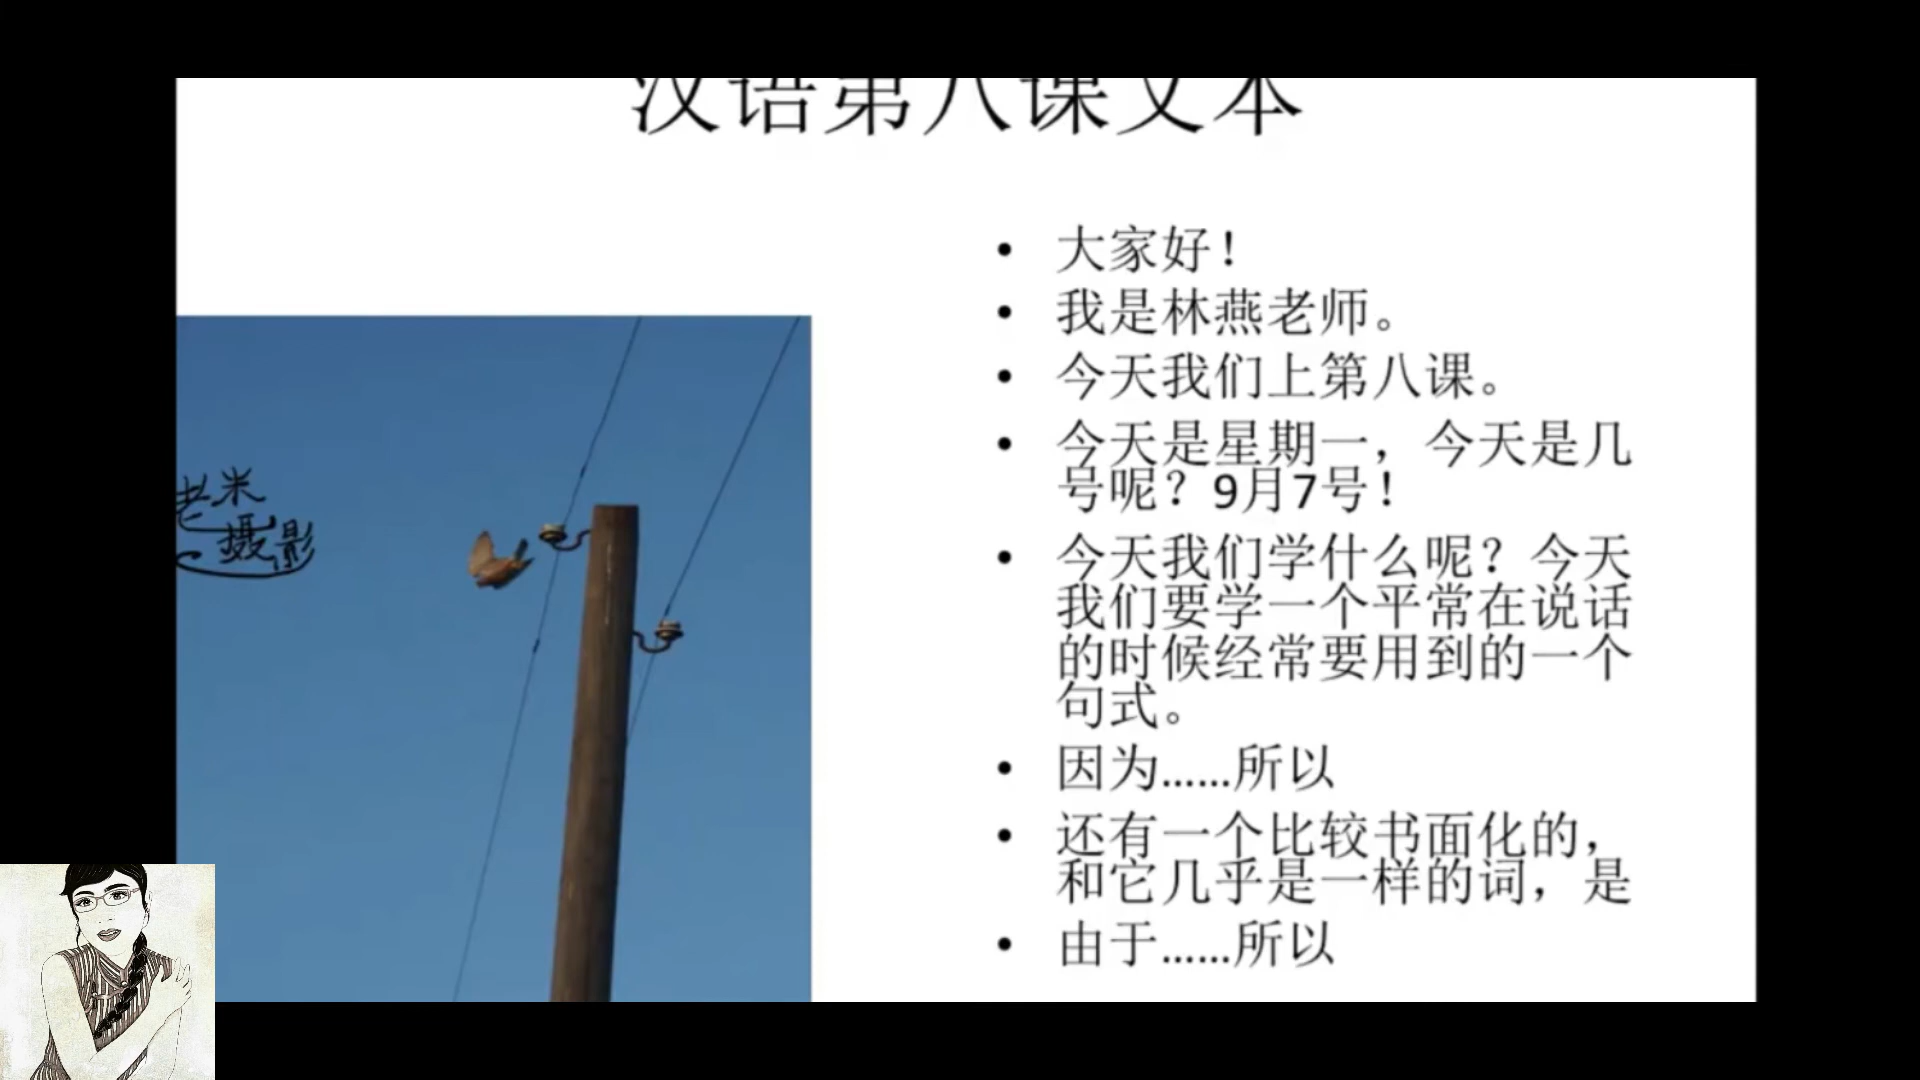 汉语第八课文本
大家好！
我是林燕老师。
今天我们上第八课。
今天是星期一，今天是几
号呢？9月7号！
今天我们学什么呢？今天
我们要学一个平常在说话
的时候经常要用到的一个
句式。
因为……所以
还有一个比较书面化的，
和它几乎是一样的词，是
由于……所以
老米
摄影